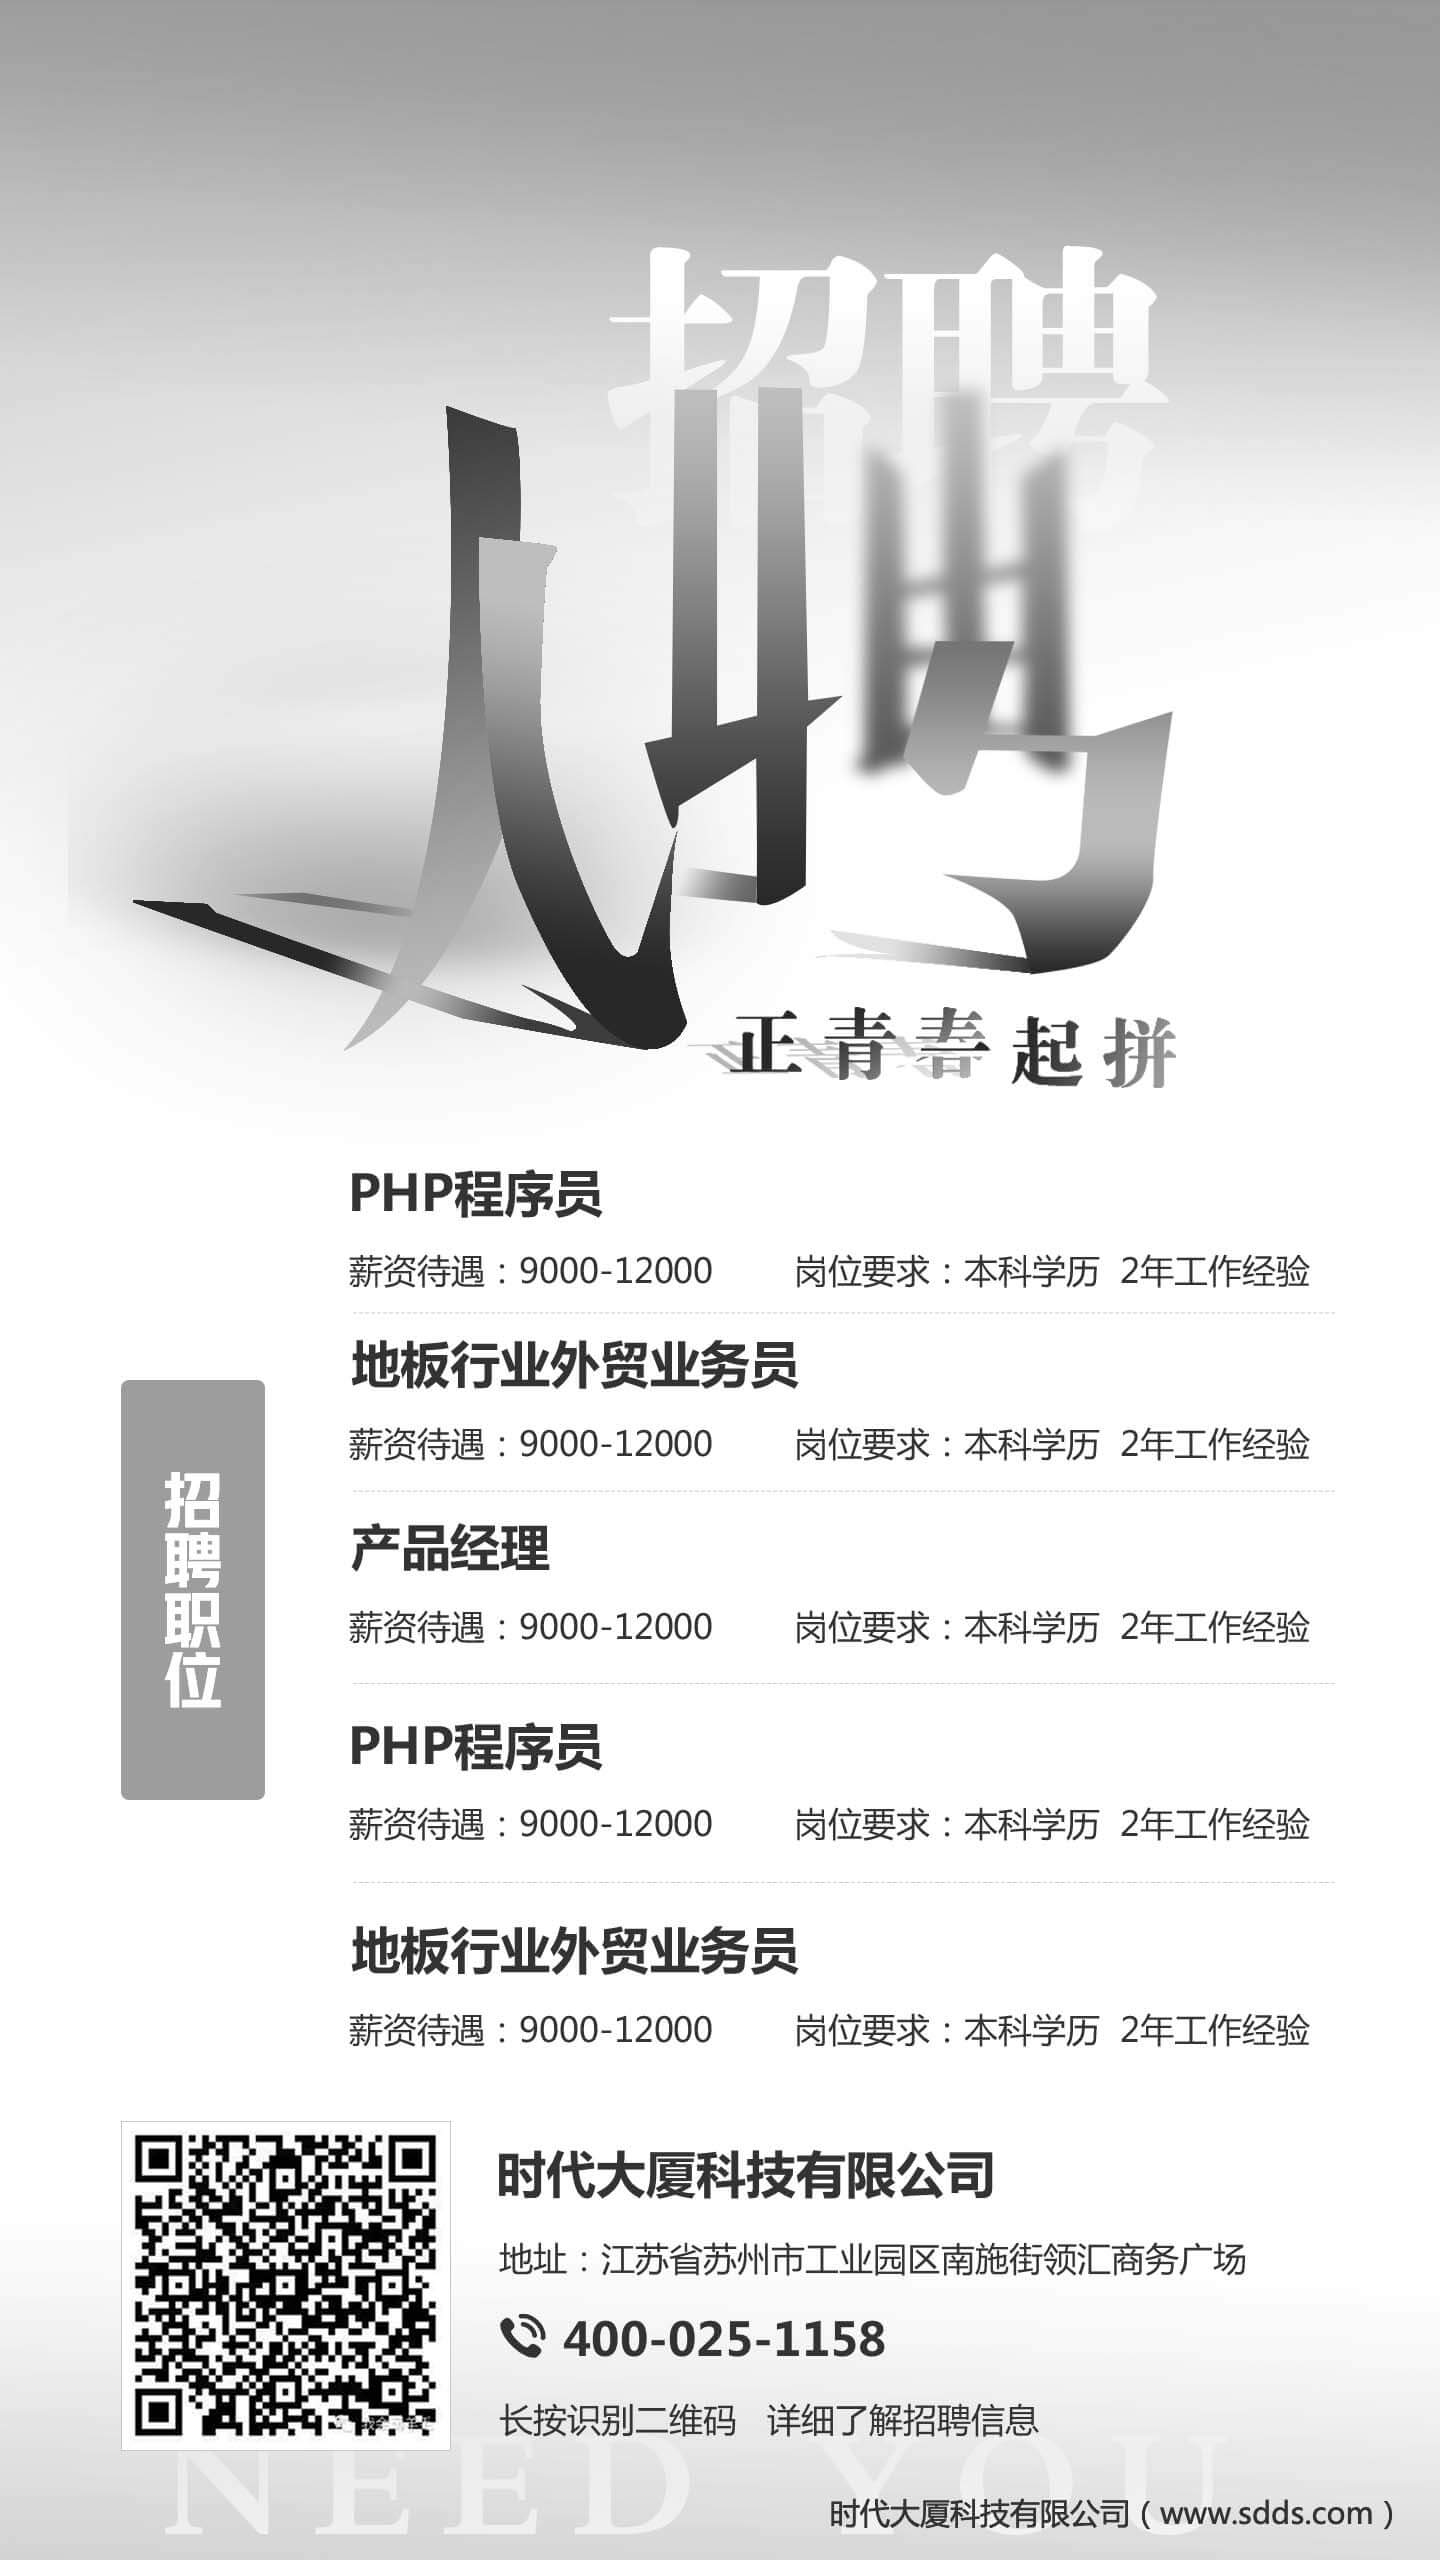 招聘
人聘
正青春 起拼
PHP程序员
薪资待遇：9000-12000 岗位要求：本科学历 2年工作经验
地板行业外贸业务员
薪资待遇：9000-12000 岗位要求：本科学历 2年工作经验
产品经理
薪资待遇：9000-12000 岗位要求：本科学历 2年工作经验
PHP程序员
薪资待遇：9000-12000 岗位要求：本科学历 2年工作经验
地板行业外贸业务员
薪资待遇：9000-12000 岗位要求：本科学历 2年工作经验
招聘职位
时代大厦科技有限公司
地址：江苏省苏州市工业园区南施街领汇商务广场
400-025-1158
长按识别二维码 详细了解招聘信息
NEED YOU
时代大厦科技有限公司（www.sdds.com）